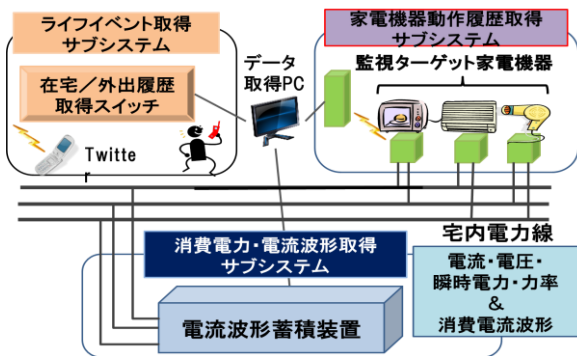 ライフイベント取得
サブシステム
在宅／外出履歴
取得スイッチ
Twitte
r
データ
取得PC
家電機器動作履歴取得
サブシステム
監視ターゲット家電機器
宅内電力線
消費電力・電流波形取得
サブシステム
電流波形蓄積装置
電流・電圧・
瞬時電力・力率
&
消費電流波形